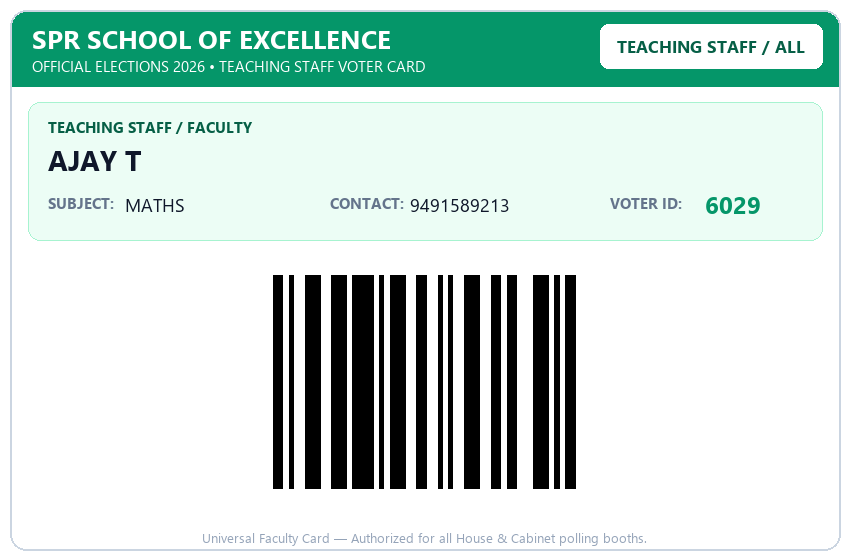 SPR SCHOOL OF EXCELLENCE
OFFICIAL ELECTIONS 2026 • TEACHING STAFF VOTER CARD
TEACHING STAFF / ALL
TEACHING STAFF / FACULTY
AJAY T
SUBJECT: MATHS CONTACT: 9491589213 VOTER ID: 6029
Universal Faculty Card — Authorized for all House & Cabinet polling booths.